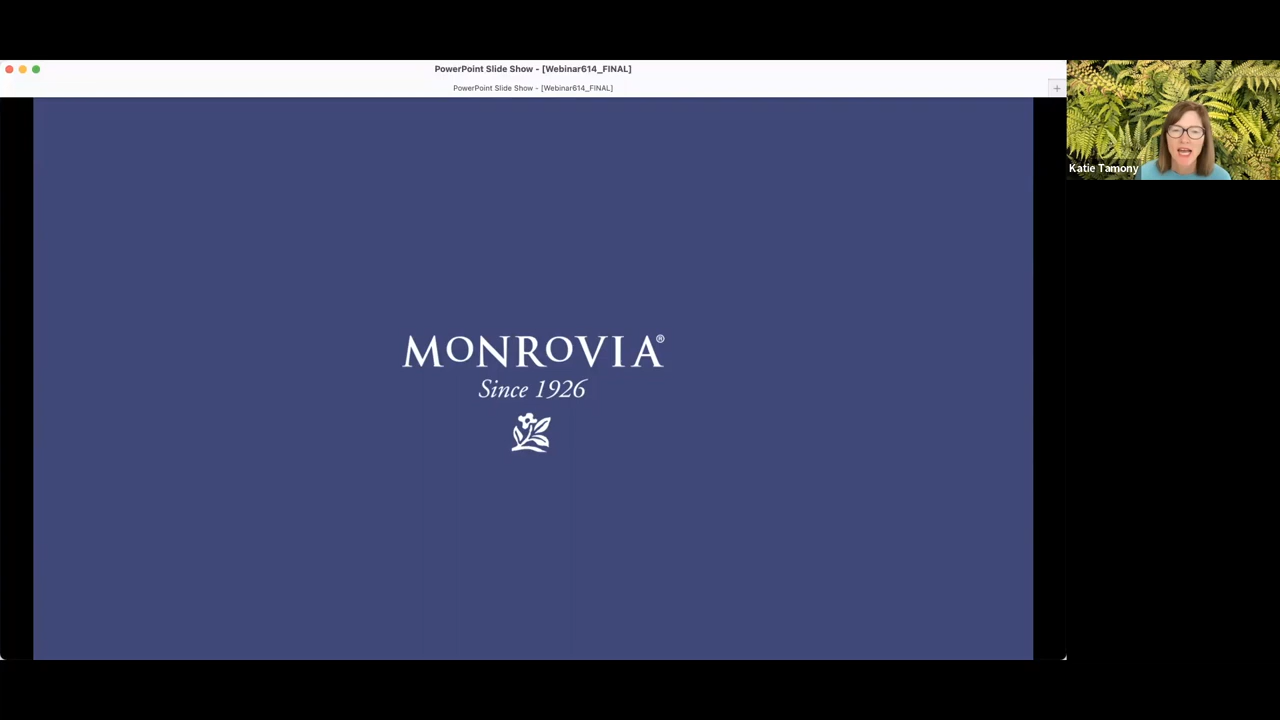 PowerPoint Slide Show - [Webinar614_FINAL]
PowerPoint Slide Show - [Webinar614_FINAL]
+
Katie Tamony
MONROVIA®
Since 1926